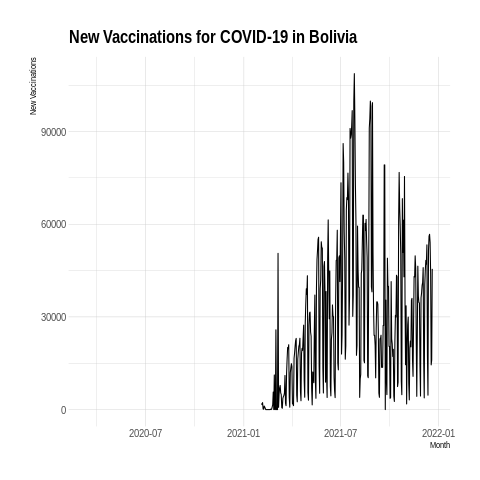 New Vaccinations for COVID-19 in Bolivia
New Vaccinations
90000
60000
30000
0
2020-07
2021-01
2021-07
2022-01
Month